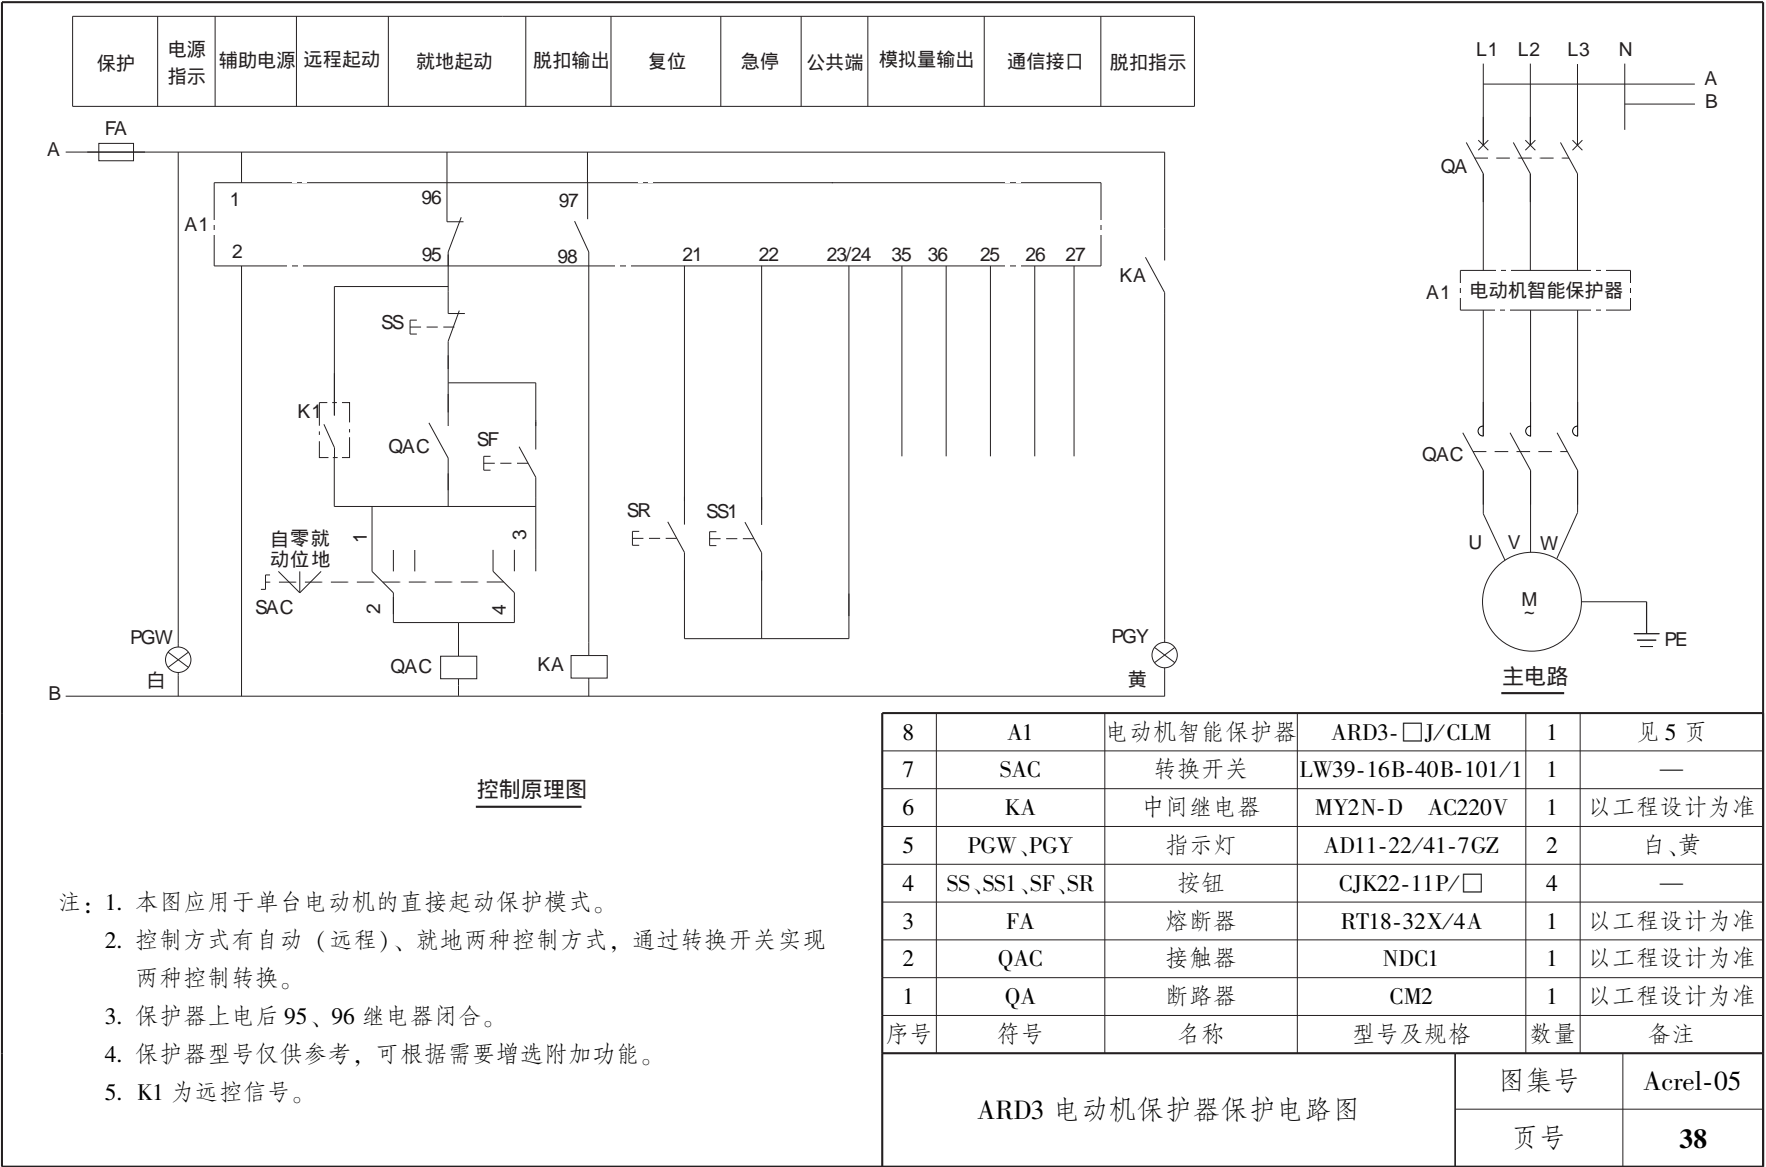 保护 电源指示 辅助电源 远程起动 就地起动 脱扣输出 复位 急停 公共端 模拟量输出 通信接口 脱扣指示
FA
A
1 96 97
A1
2 95 98 21 22 23/24 35 36 25 26 27
KA
SS
K1
QAC SF
SR SS1
自零就
动位地
1 3
SAC
2 4
PGW
白
QAC KA
PGY
黄
B
控制原理图
L1 L2 L3 N
A
B
QA
A1 电动机智能保护器
QAC
U V W
M
~
PE
主电路
注：1. 本图应用于单台电动机的直接起动保护模式。
2. 控制方式有自动（远程）、就地两种控制方式，通过转换开关实现
两种控制转换。
3. 保护器上电后 95、96 继电器闭合。
4. 保护器型号仅供参考，可根据需要增选附加功能。
5. K1 为远控信号。
8 A1 电动机智能保护器 ARD3-□J/CLM 1 见 5 页
7 SAC 转换开关 LW39-16B-40B-101/1 1 —
6 KA 中间继电器 MY2N-D AC220V 1 以工程设计为准
5 PGW、PGY 指示灯 AD11-22/41-7GZ 2 白、黄
4 SS、SS1、SF、SR 按钮 CJK22-11P/□ 4 —
3 FA 熔断器 RT18-32X/4A 1 以工程设计为准
2 QAC 接触器 NDC1 1 以工程设计为准
1 QA 断路器 CM2 1 以工程设计为准
序号 符号 名称 型号及规格 数量 备注
ARD3 电动机保护器保护电路图
图集号 Acrel-05
页号 38